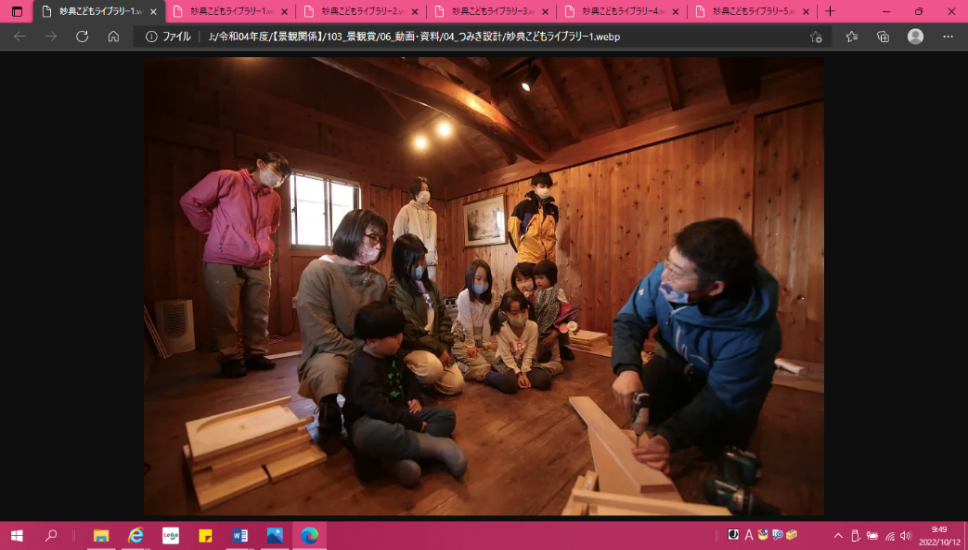 妙典こどもライブラリー1.w
妙典こどもライブラリー1.w
妙典こどもライブラリー2.w
妙典こどもライブラリー3.w
妙典こどもライブラリー4.w
妙典こどもライブラリー5.w
ファイル
J:/令和04年度/【景観関係】/103_景観賞/06_動画・資料/04_つみき設計/妙典こどもライブラリー1.webp
A
9:49
2022/10/12